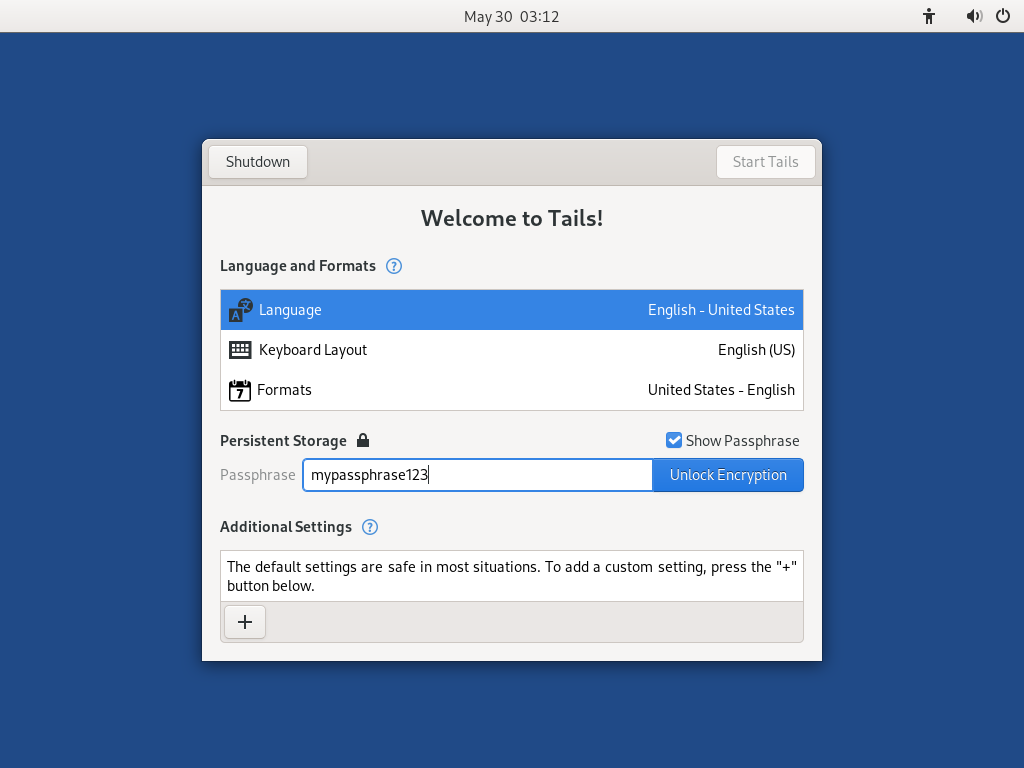 May 30 03:12
Shutdown
Start Tails
Welcome to Tails!
Language and Formats ?
Language English - United States
Keyboard Layout English (US)
7 Formats United States - English
Persistent Storage Show Passphrase
Passphrase mypassphrase123 Unlock Encryption
Additional Settings ?
The default settings are safe in most situations. To add a custom setting, press the "+"
button below.
+